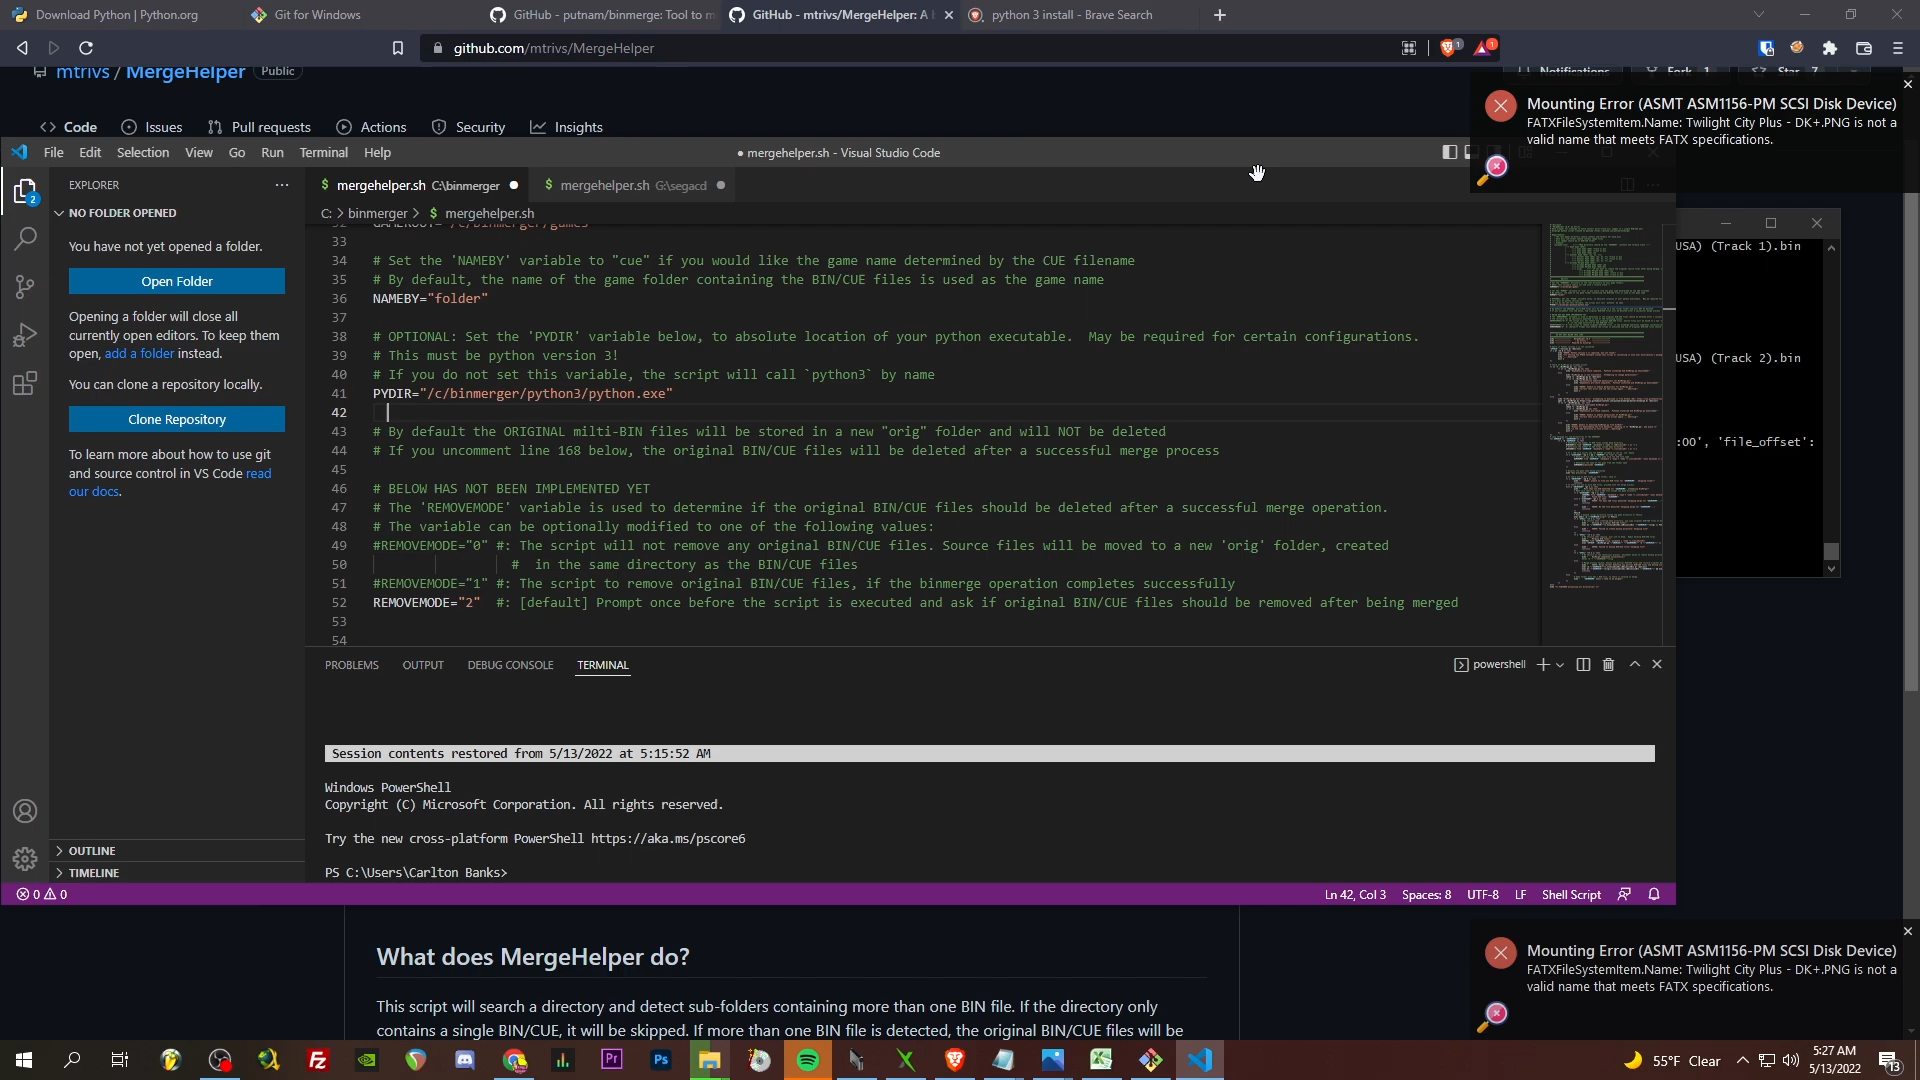 Download Python | Python.org
Git for Windows
GitHub - putnam/binmerge: Tool to m
GitHub - mtrivs/MergeHelper: A
python 3 install - Brave Search
github.com/mtrivs/MergeHelper
1
1
mtrivs / MergeHelper Public
Notifications
Fork 1
Star 7
Code
Issues
Pull requests
Actions
Security
Insights
Mounting Error (ASMT ASM1156-PM SCSI Disk Device)
FATXFileSystemItem.Name: Twilight City Plus - DK+.PNG is not a
valid name that meets FATX specifications.
File Edit Selection View Go Run Terminal Help
● mergehelper.sh - Visual Studio Code
EXPLORER
$ mergehelper.sh C:\binmerger ●
$ mergehelper.sh G:\segacd ●
2
NO FOLDER OPENED
C: > binmerger > $ mergehelper.sh
You have not yet opened a folder.
Open Folder
Opening a folder will close all
currently open editors. To keep them
open, add a folder instead.
You can clone a repository locally.
Clone Repository
To learn more about how to use git
and source control in VS Code read
our docs.
OUTLINE
TIMELINE
32 GAMEROOT="/c/binmerger/games"
33
34 # Set the 'NAMEBY' variable to "cue" if you would like the game name determined by the CUE filename
35 # By default, the name of the game folder containing the BIN/CUE files is used as the game name
36 NAMEBY="folder"
37
38 # OPTIONAL: Set the 'PYDIR' variable below, to absolute location of your python executable.  May be required for certain configurations.
39 # This must be python version 3!
40 # If you do not set this variable, the script will call `python3` by name
41 PYDIR="/c/binmerger/python3/python.exe"
42
43 # By default the ORIGINAL milti-BIN files will be stored in a new "orig" folder and will NOT be deleted
44 # If you uncomment line 168 below, the original BIN/CUE files will be deleted after a successful merge process
45
46 # BELOW HAS NOT BEEN IMPLEMENTED YET
47 # The 'REMOVEMODE' variable is used to determine if the original BIN/CUE files should be deleted after a successful merge operation.
48 # The variable can be optionally modified to one of the following values:
49 #REMOVEMODE="0" #: The script will not remove any original BIN/CUE files. Source files will be moved to a new 'orig' folder, created
50 #  in the same directory as the BIN/CUE files
51 #REMOVEMODE="1" #: The script to remove original BIN/CUE files, if the binmerge operation completes successfully
52 REMOVEMODE="2"  #: [default] Prompt once before the script is executed and ask if original BIN/CUE files should be removed after being merged
53
54
USA) (Track 1).bin
USA) (Track 2).bin
:00', 'file_offset':
PROBLEMS OUTPUT DEBUG CONSOLE TERMINAL
powershell
Session contents restored from 5/13/2022 at 5:15:52 AM
Windows PowerShell
Copyright (C) Microsoft Corporation. All rights reserved.
Try the new cross-platform PowerShell https://aka.ms/pscore6
PS C:\Users\Carlton Banks>
0 0
Ln 42, Col 3 Spaces: 8 UTF-8 LF Shell Script
What does MergeHelper do?
This script will search a directory and detect sub-folders containing more than one BIN file. If the directory only
contains a single BIN/CUE, it will be skipped. If more than one BIN file is detected, the original BIN/CUE files will be
Mounting Error (ASMT ASM1156-PM SCSI Disk Device)
FATXFileSystemItem.Name: Twilight City Plus - DK+.PNG is not a
valid name that meets FATX specifications.
Pr
Ps
55°F Clear
5:27 AM
5/13/2022
13